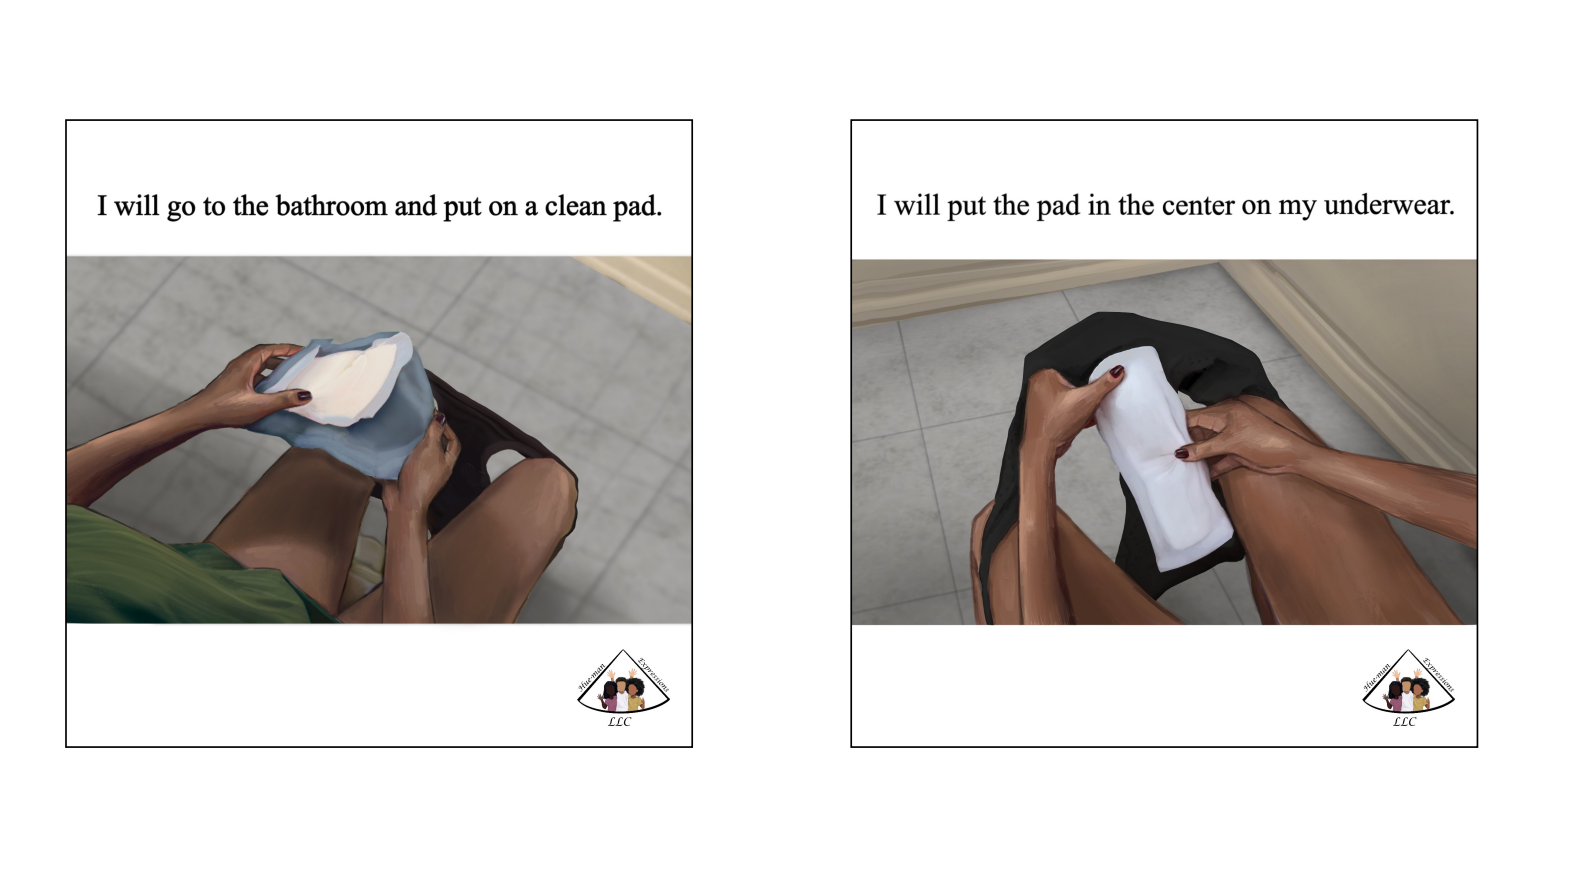 I will go to the bathroom and put on a clean pad.
Hue-man Expressions
LLC
I will put the pad in the center on my underwear.
Hue-man Expressions
LLC